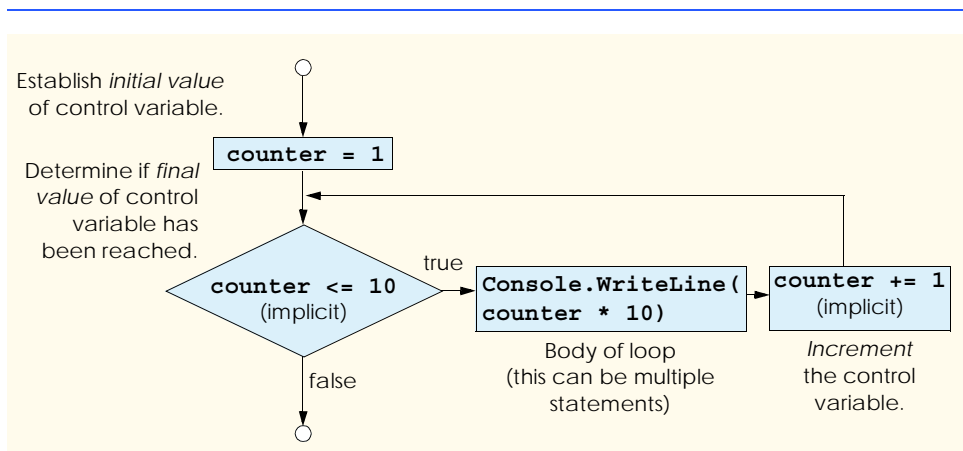 Establish initial value
of control variable.
counter = 1
Determine if final
value of control
variable has
been reached.
counter <= 10
(implicit)
true
Console.WriteLine(
counter * 10)
counter += 1
(implicit)
Body of loop
(this can be multiple
statements)
Increment
the control
variable.
false